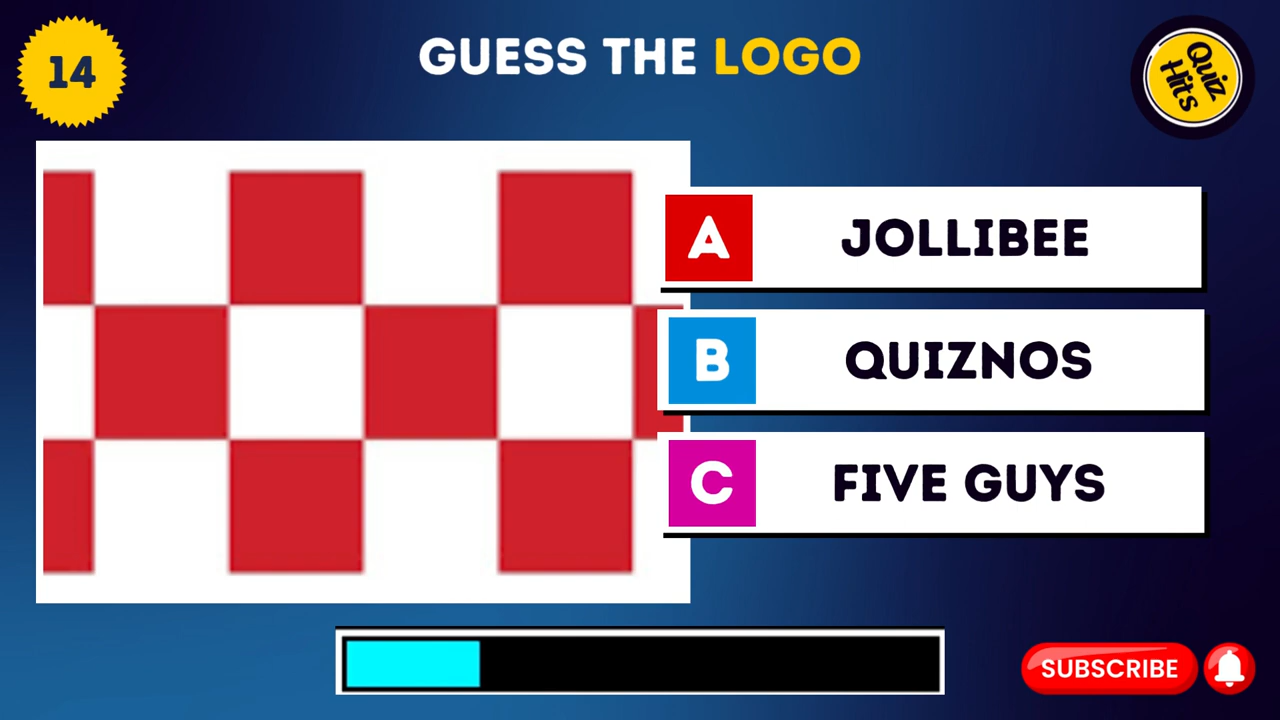 14
GUESS THE LOGO
Quiz
Hits
A JOLLIBEE
B QUIZNOS
C FIVE GUYS
SUBSCRIBE